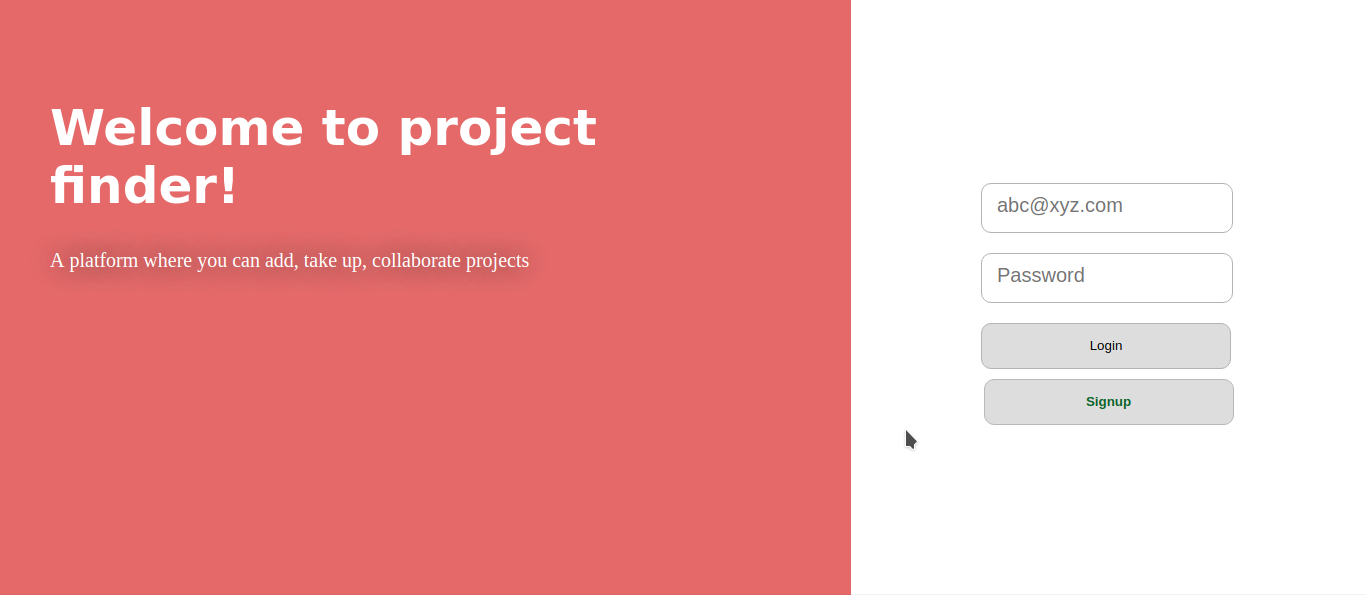 Welcome to project
finder!
A platform where you can add, take up, collaborate projects
abc@xyz.com
Password
Login
Signup